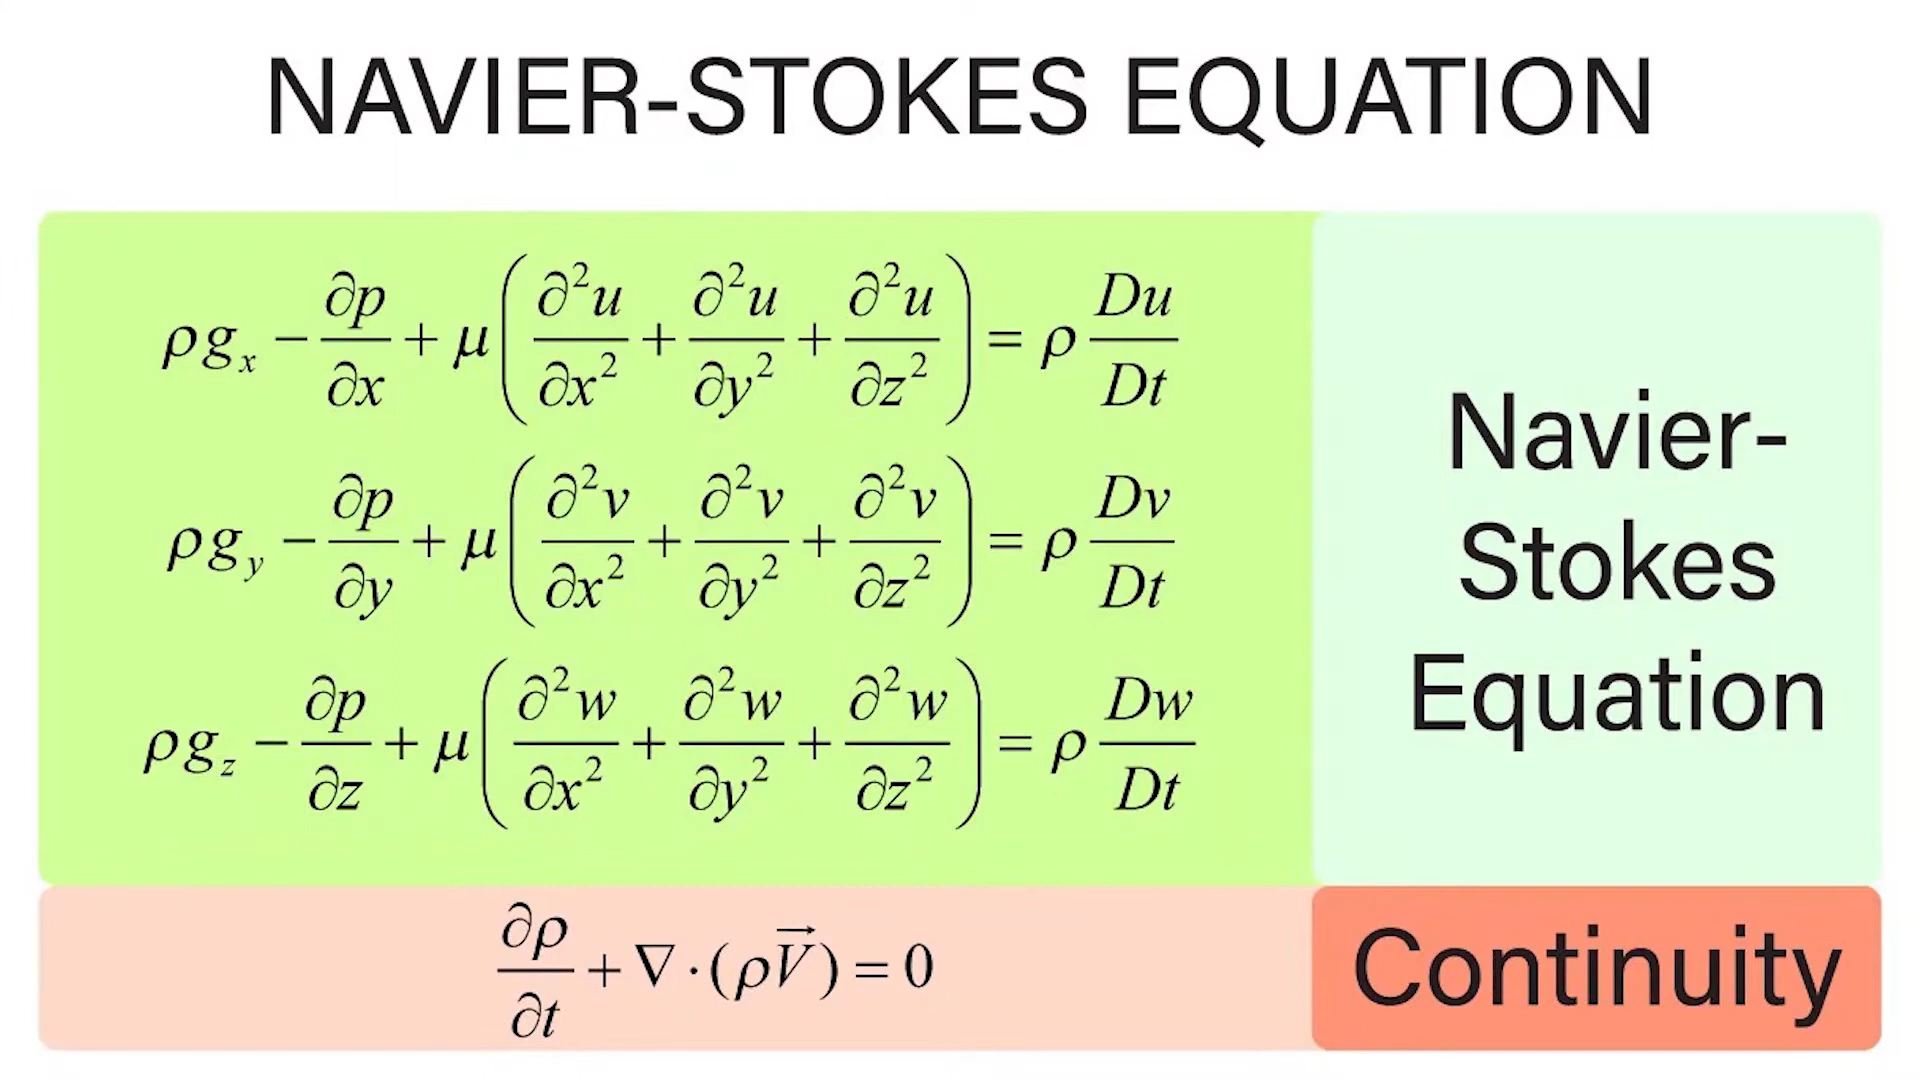 NAVIER-STOKES EQUATION
ρg_x − ∂p/∂x + μ(∂²u/∂x² + ∂²u/∂y² + ∂²u/∂z²) = ρ Du/Dt
ρg_y − ∂p/∂y + μ(∂²v/∂x² + ∂²v/∂y² + ∂²v/∂z²) = ρ Dv/Dt
ρg_z − ∂p/∂z + μ(∂²w/∂x² + ∂²w/∂y² + ∂²w/∂z²) = ρ Dw/Dt
Navier-
Stokes
Equation
∂ρ/∂t + ∇·(ρV⃗) = 0
Continuity